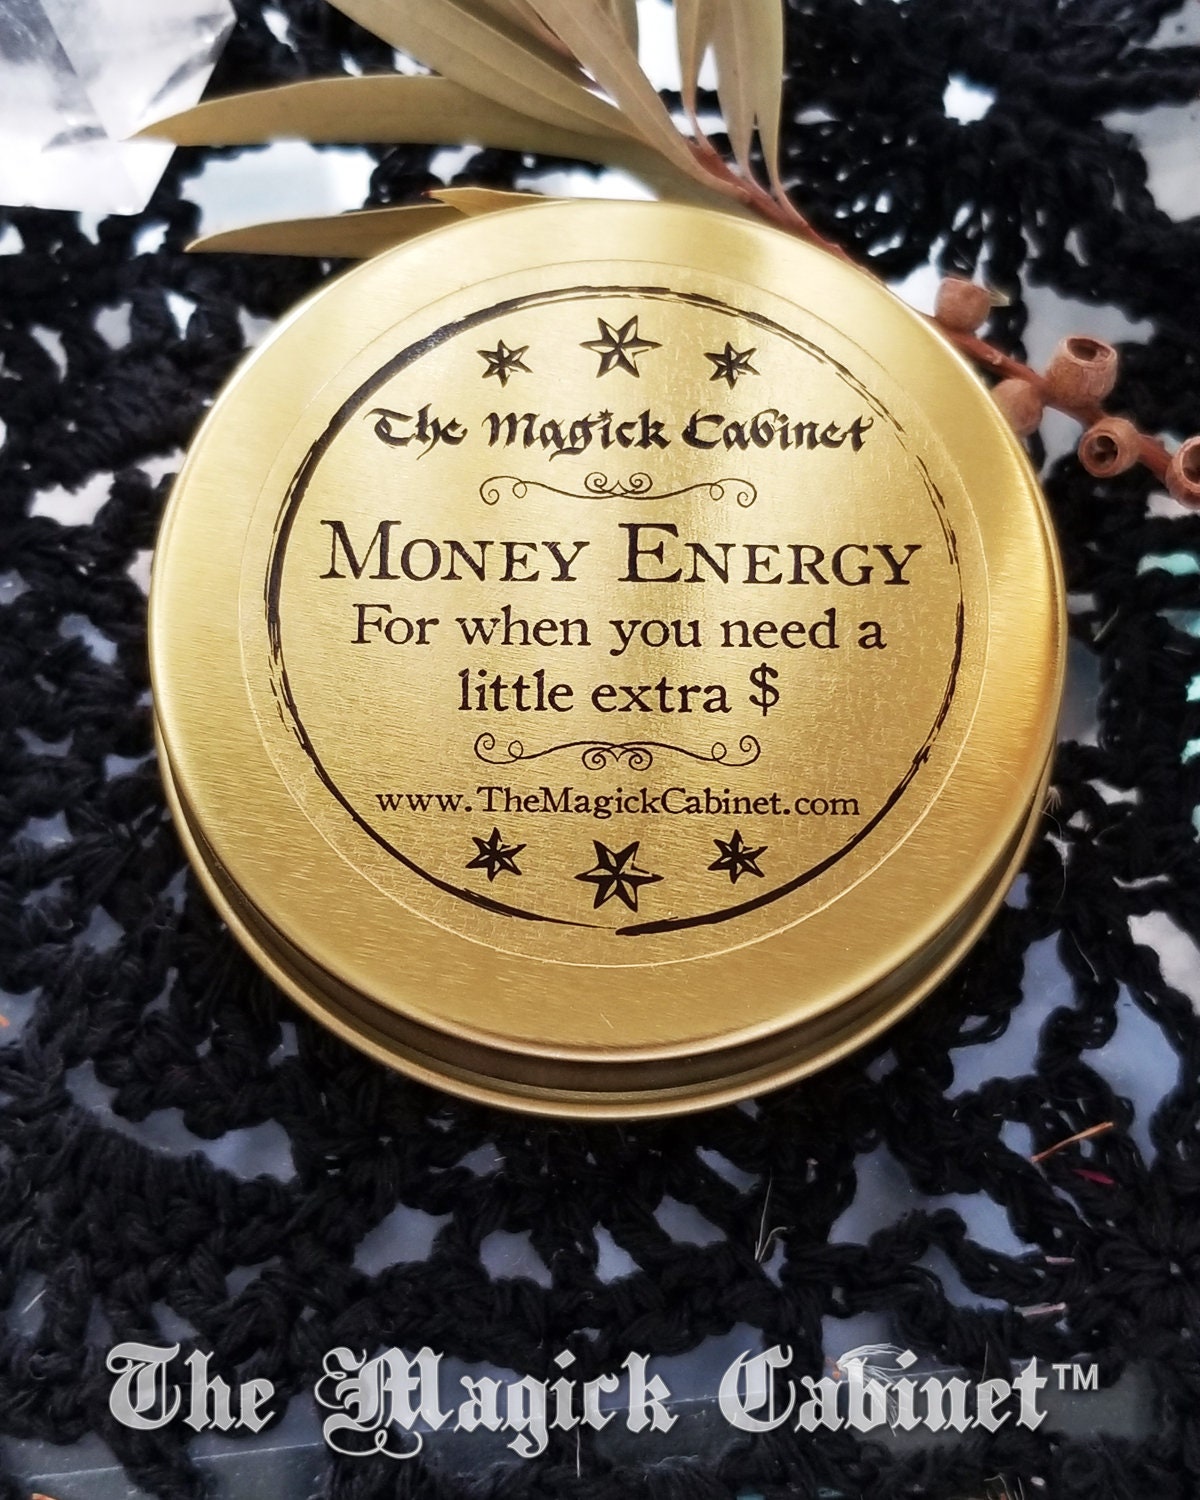 The Magick Cabinet
Money Energy
For when you need a
little extra $
www.TheMagickCabinet.com
The Magick Cabinet™